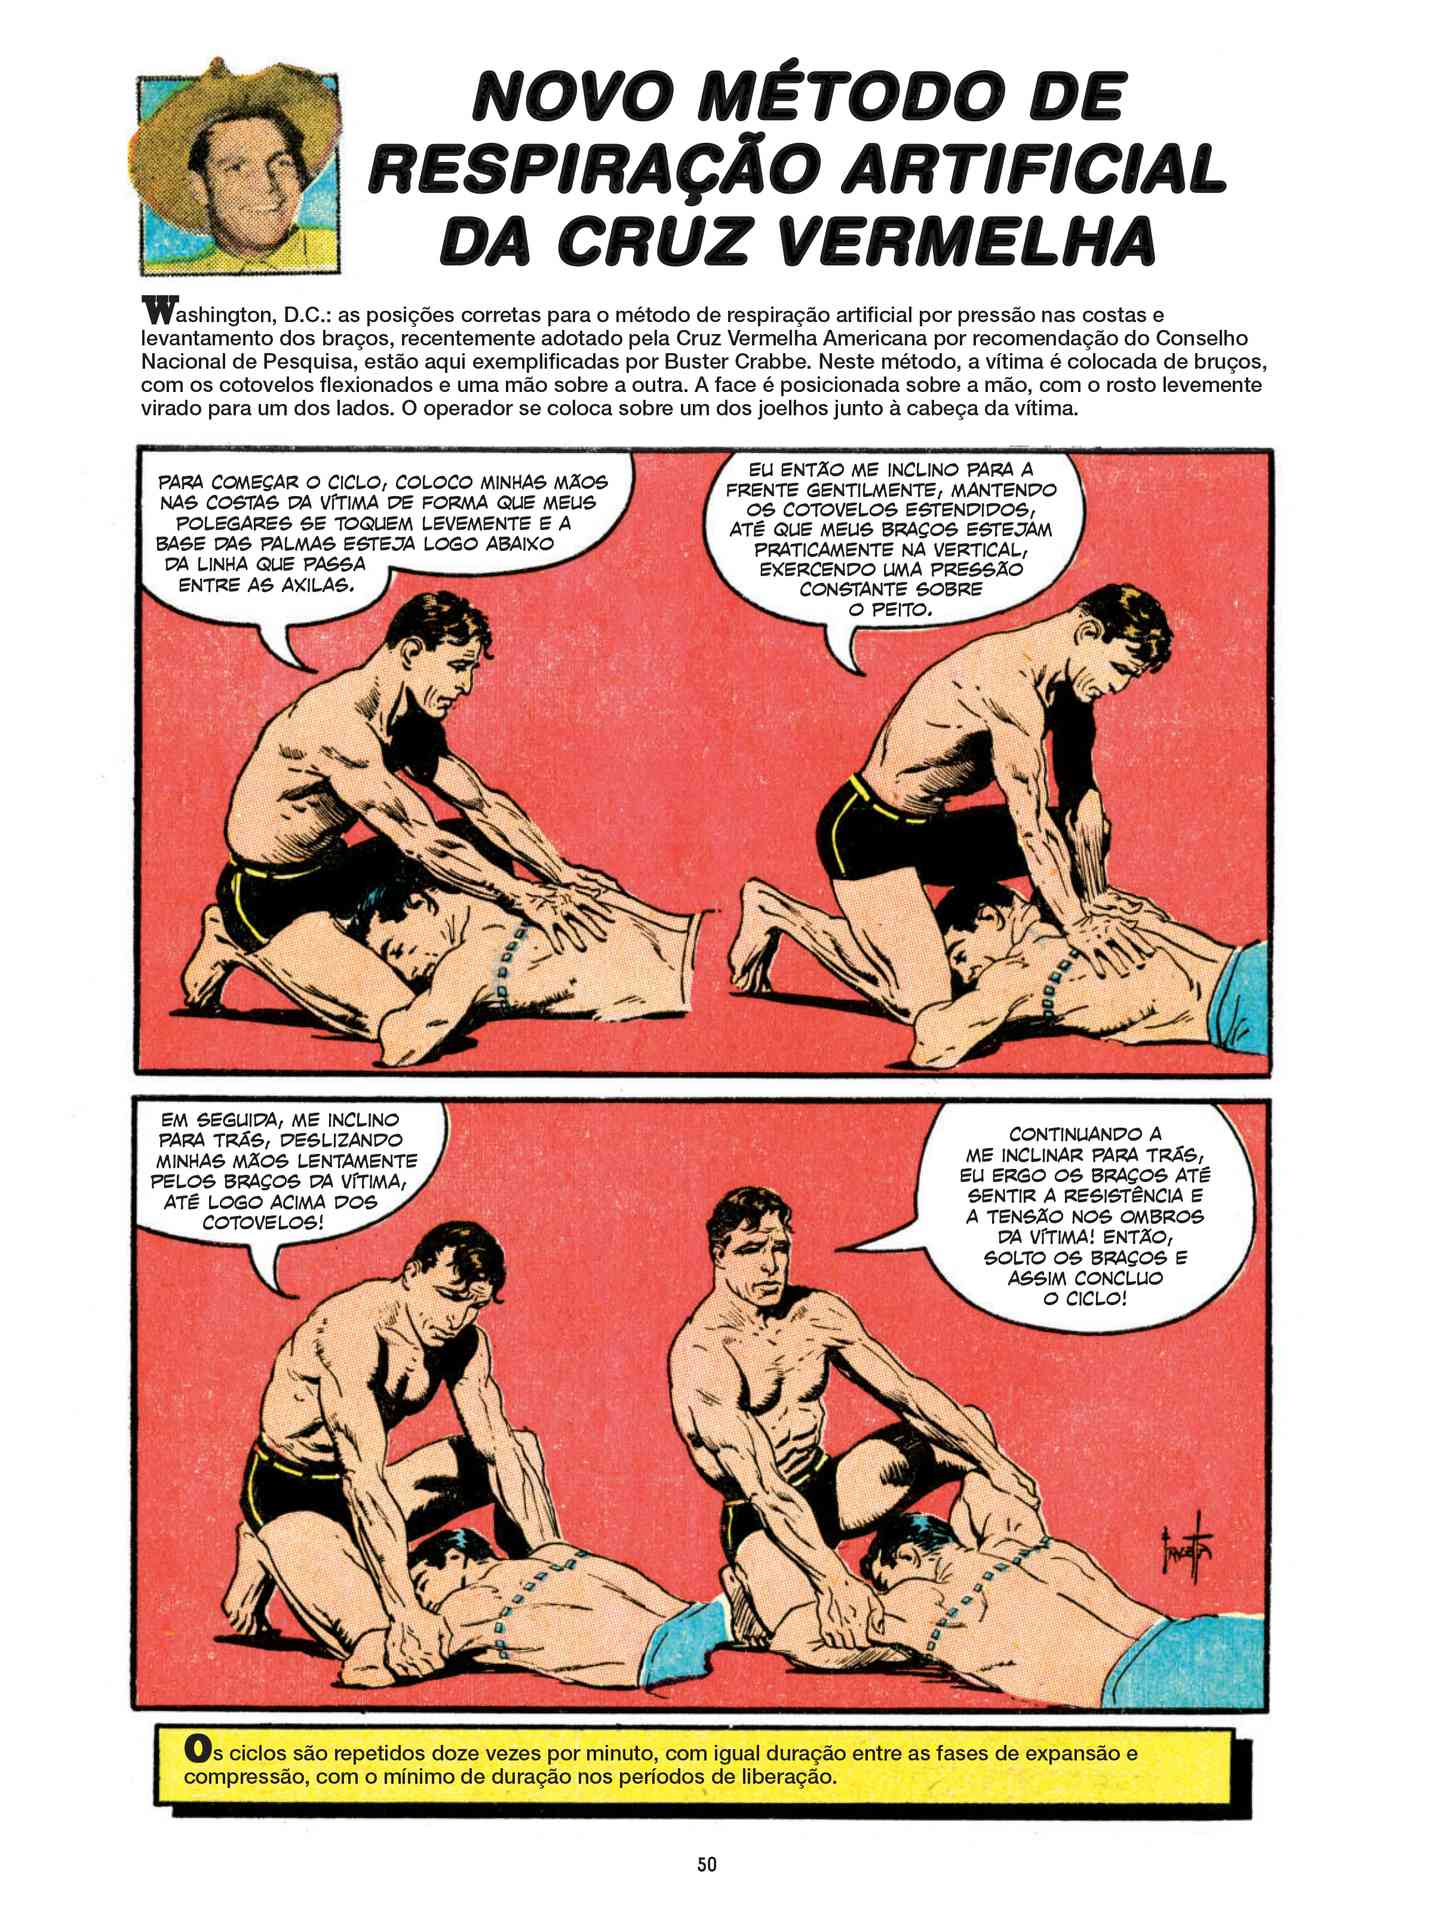 NOVO MÉTODO DE
RESPIRAÇÃO ARTIFICIAL
DA CRUZ VERMELHA
Washington, D.C.: as posições corretas para o método de respiração artificial por pressão nas costas e
levantamento dos braços, recentemente adotado pela Cruz Vermelha Americana por recomendação do Conselho
Nacional de Pesquisa, estão aqui exemplificadas por Buster Crabbe. Neste método, a vítima é colocada de bruços,
com os cotovelos flexionados e uma mão sobre a outra. A face é posicionada sobre a mão, com o rosto levemente
virado para um dos lados. O operador se coloca sobre um dos joelhos junto à cabeça da vítima.
PARA COMEÇAR O CICLO, COLOCO MINHAS MÃOS
NAS COSTAS DA VÍTIMA DE FORMA QUE MEUS
POLEGARES SE TOQUEM LEVEMENTE E A
BASE DAS PALMAS ESTEJA LOGO ABAIXO
DA LINHA QUE PASSA
ENTRE AS AXILAS.
EU ENTÃO ME INCLINO PARA A
FRENTE GENTILMENTE, MANTENDO
OS COTOVELOS ESTENDIDOS,
ATÉ QUE MEUS BRAÇOS ESTEJAM
PRATICAMENTE NA VERTICAL,
EXERCENDO UMA PRESSÃO
CONSTANTE SOBRE
O PEITO.
EM SEGUIDA, ME INCLINO
PARA TRÁS, DESLIZANDO
MINHAS MÃOS LENTAMENTE
PELOS BRAÇOS DA VÍTIMA,
ATÉ LOGO ACIMA DOS
COTOVELOS!
CONTINUANDO A
ME INCLINAR PARA TRÁS,
EU ERGO OS BRAÇOS ATÉ
SENTIR A RESISTÊNCIA E
A TENSÃO NOS OMBROS
DA VÍTIMA! ENTÃO,
SOLTO OS BRAÇOS E
ASSIM CONCLUO
O CICLO!
FRAZETTA
Os ciclos são repetidos doze vezes por minuto, com igual duração entre as fases de expansão e
compressão, com o mínimo de duração nos períodos de liberação.
50